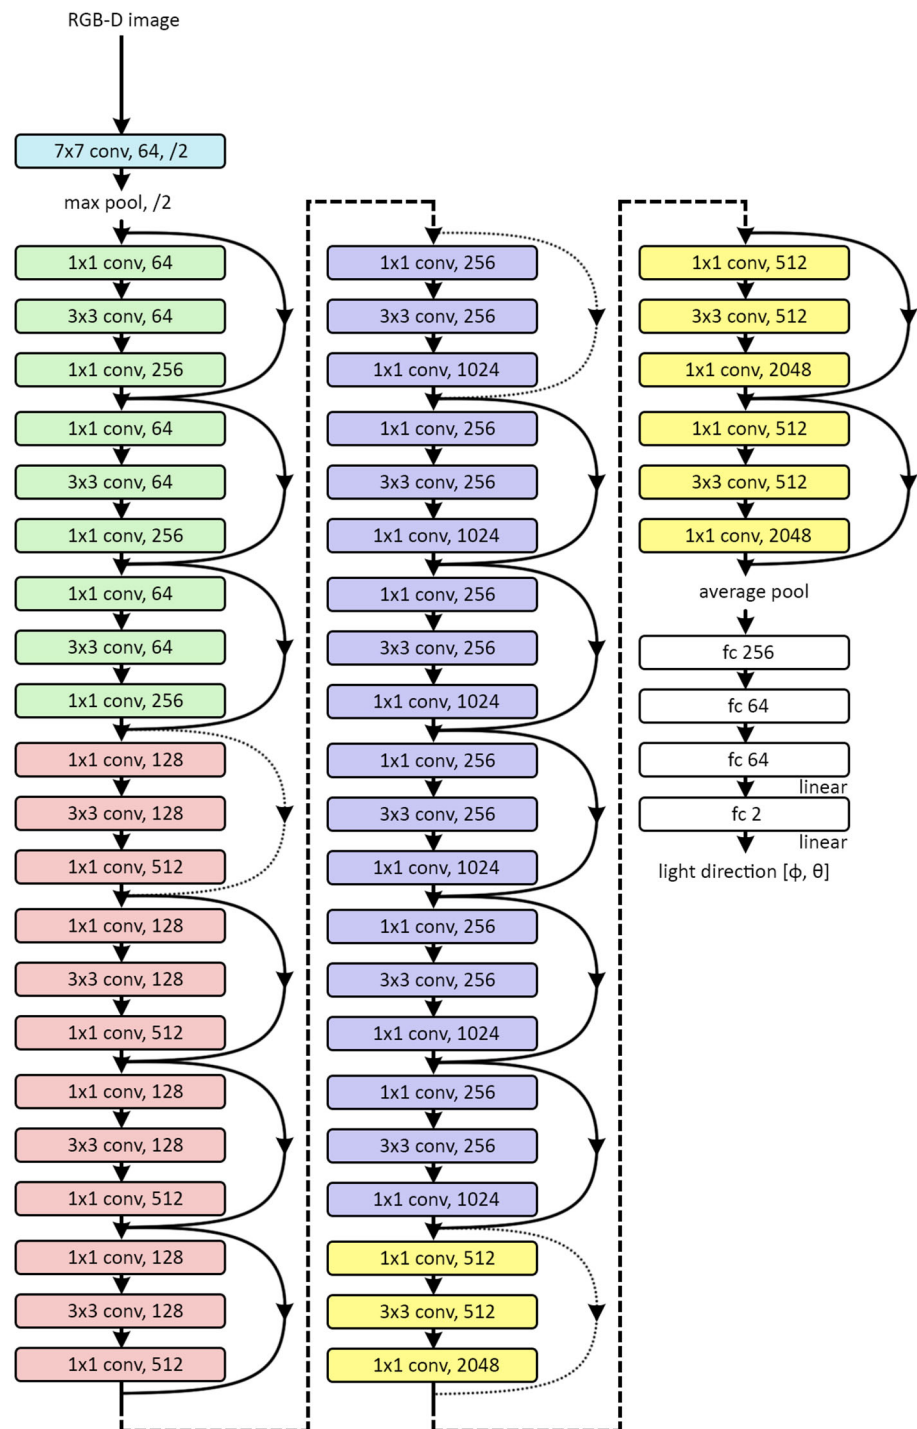 RGB-D image
7x7 conv, 64, /2
max pool, /2
1x1 conv, 64
3x3 conv, 64
1x1 conv, 256
1x1 conv, 64
3x3 conv, 64
1x1 conv, 256
1x1 conv, 64
3x3 conv, 64
1x1 conv, 256
1x1 conv, 128
3x3 conv, 128
1x1 conv, 512
1x1 conv, 128
3x3 conv, 128
1x1 conv, 512
1x1 conv, 128
3x3 conv, 128
1x1 conv, 512
1x1 conv, 128
3x3 conv, 128
1x1 conv, 512
1x1 conv, 256
3x3 conv, 256
1x1 conv, 1024
1x1 conv, 256
3x3 conv, 256
1x1 conv, 1024
1x1 conv, 256
3x3 conv, 256
1x1 conv, 1024
1x1 conv, 256
3x3 conv, 256
1x1 conv, 1024
1x1 conv, 256
3x3 conv, 256
1x1 conv, 1024
1x1 conv, 256
3x3 conv, 256
1x1 conv, 1024
1x1 conv, 512
3x3 conv, 512
1x1 conv, 2048
1x1 conv, 512
3x3 conv, 512
1x1 conv, 2048
1x1 conv, 512
3x3 conv, 512
1x1 conv, 2048
average pool
fc 256
fc 64
fc 64
linear
fc 2
linear
light direction [ϕ, θ]